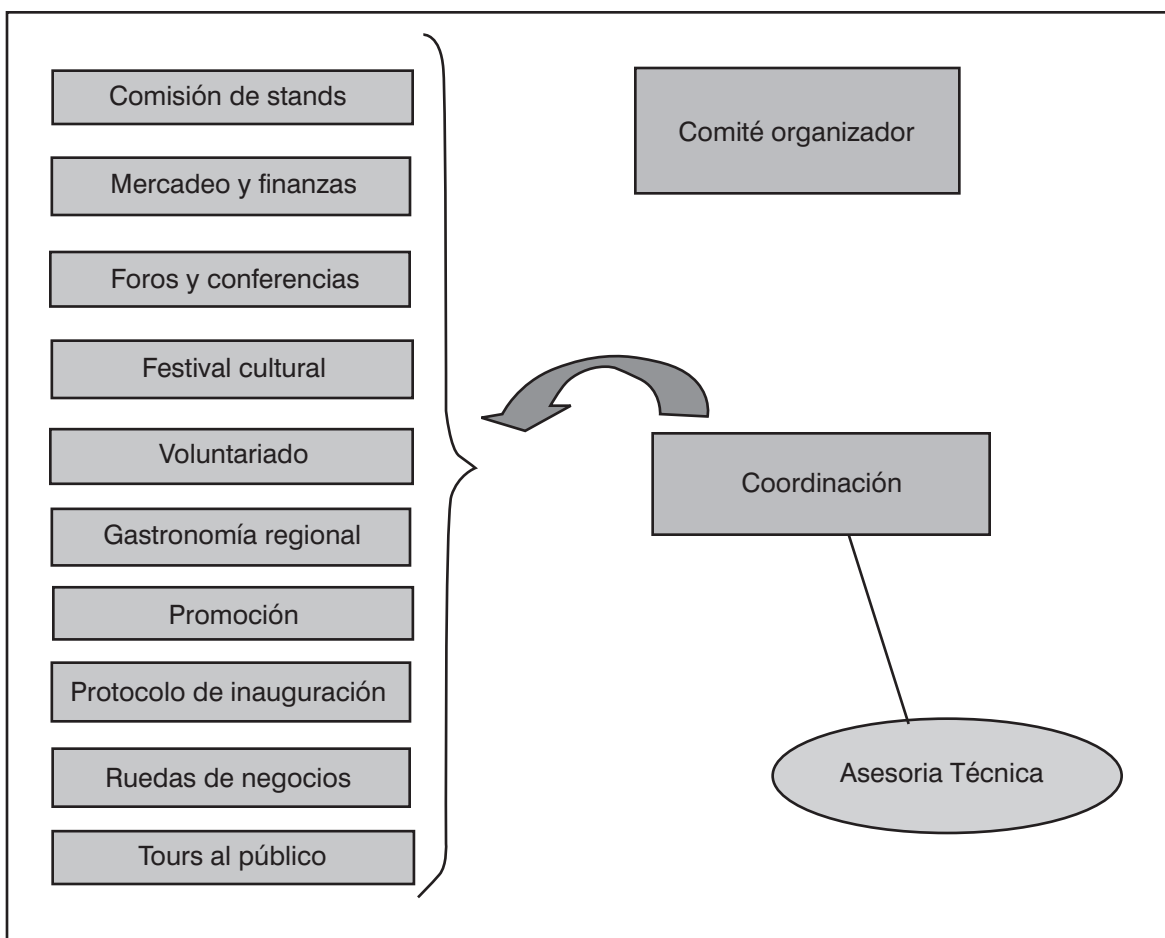 Comisión de stands
Mercadeo y finanzas
Foros y conferencias
Festival cultural
Voluntariado
Gastronomía regional
Promoción
Protocolo de inauguración
Ruedas de negocios
Tours al público
Comité organizador
Coordinación
Asesoria Técnica